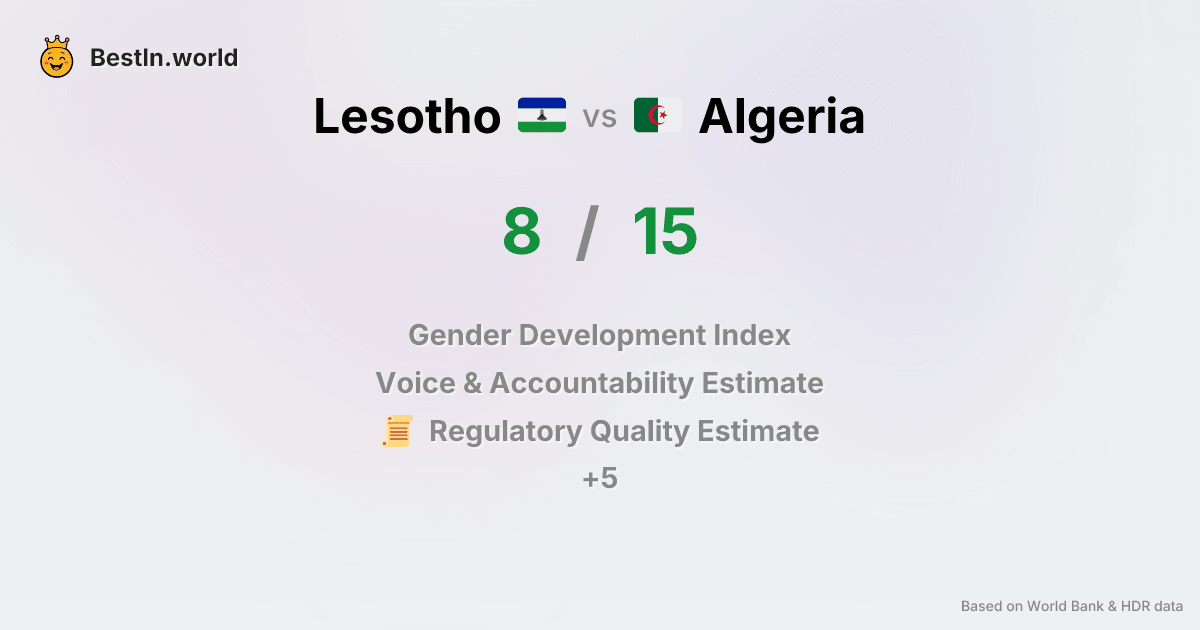 BestIn.world
Lesotho vs Algeria
8 / 15
Gender Development Index
Voice & Accountability Estimate
Regulatory Quality Estimate
+5
Based on World Bank & HDR data